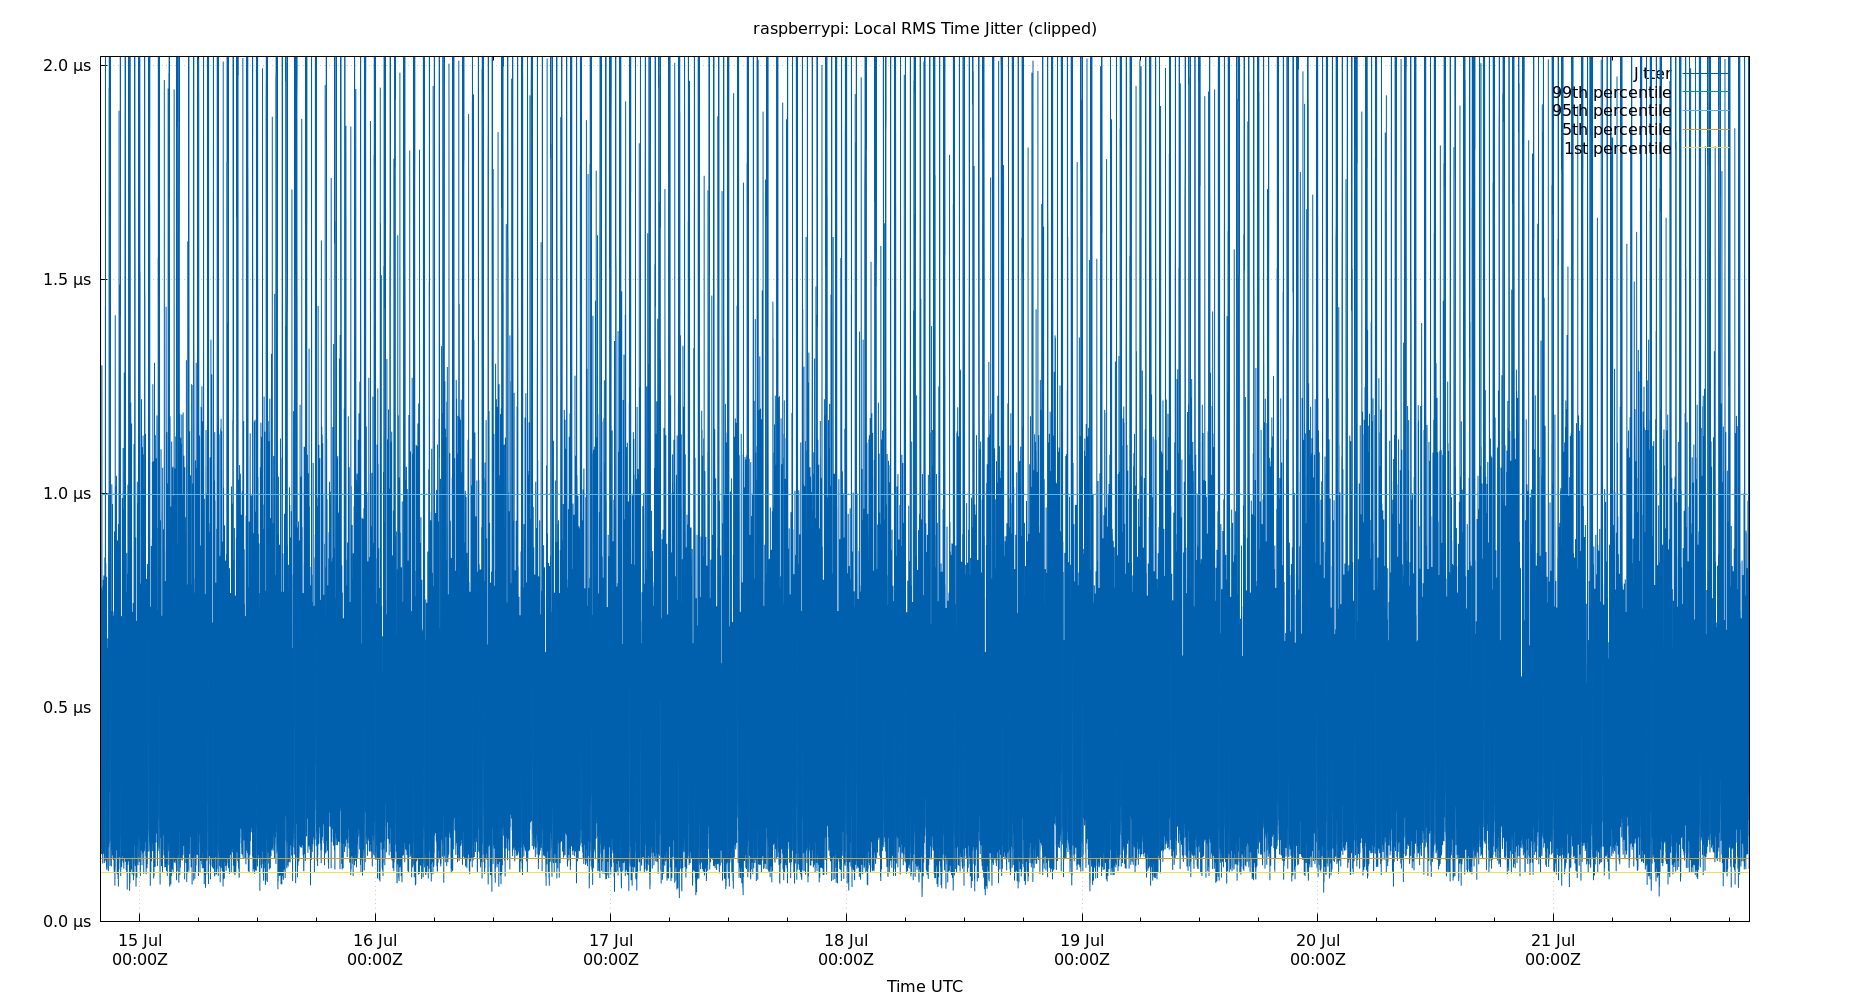 raspberrypi: Local RMS Time Jitter (clipped)
2.0 µs
1.5 µs
1.0 µs
0.5 µs
0.0 µs
Jitter
99th percentile
95th percentile
5th percentile
1st percentile
15 Jul
00:00Z
16 Jul
00:00Z
17 Jul
00:00Z
18 Jul
00:00Z
19 Jul
00:00Z
20 Jul
00:00Z
21 Jul
00:00Z
Time UTC